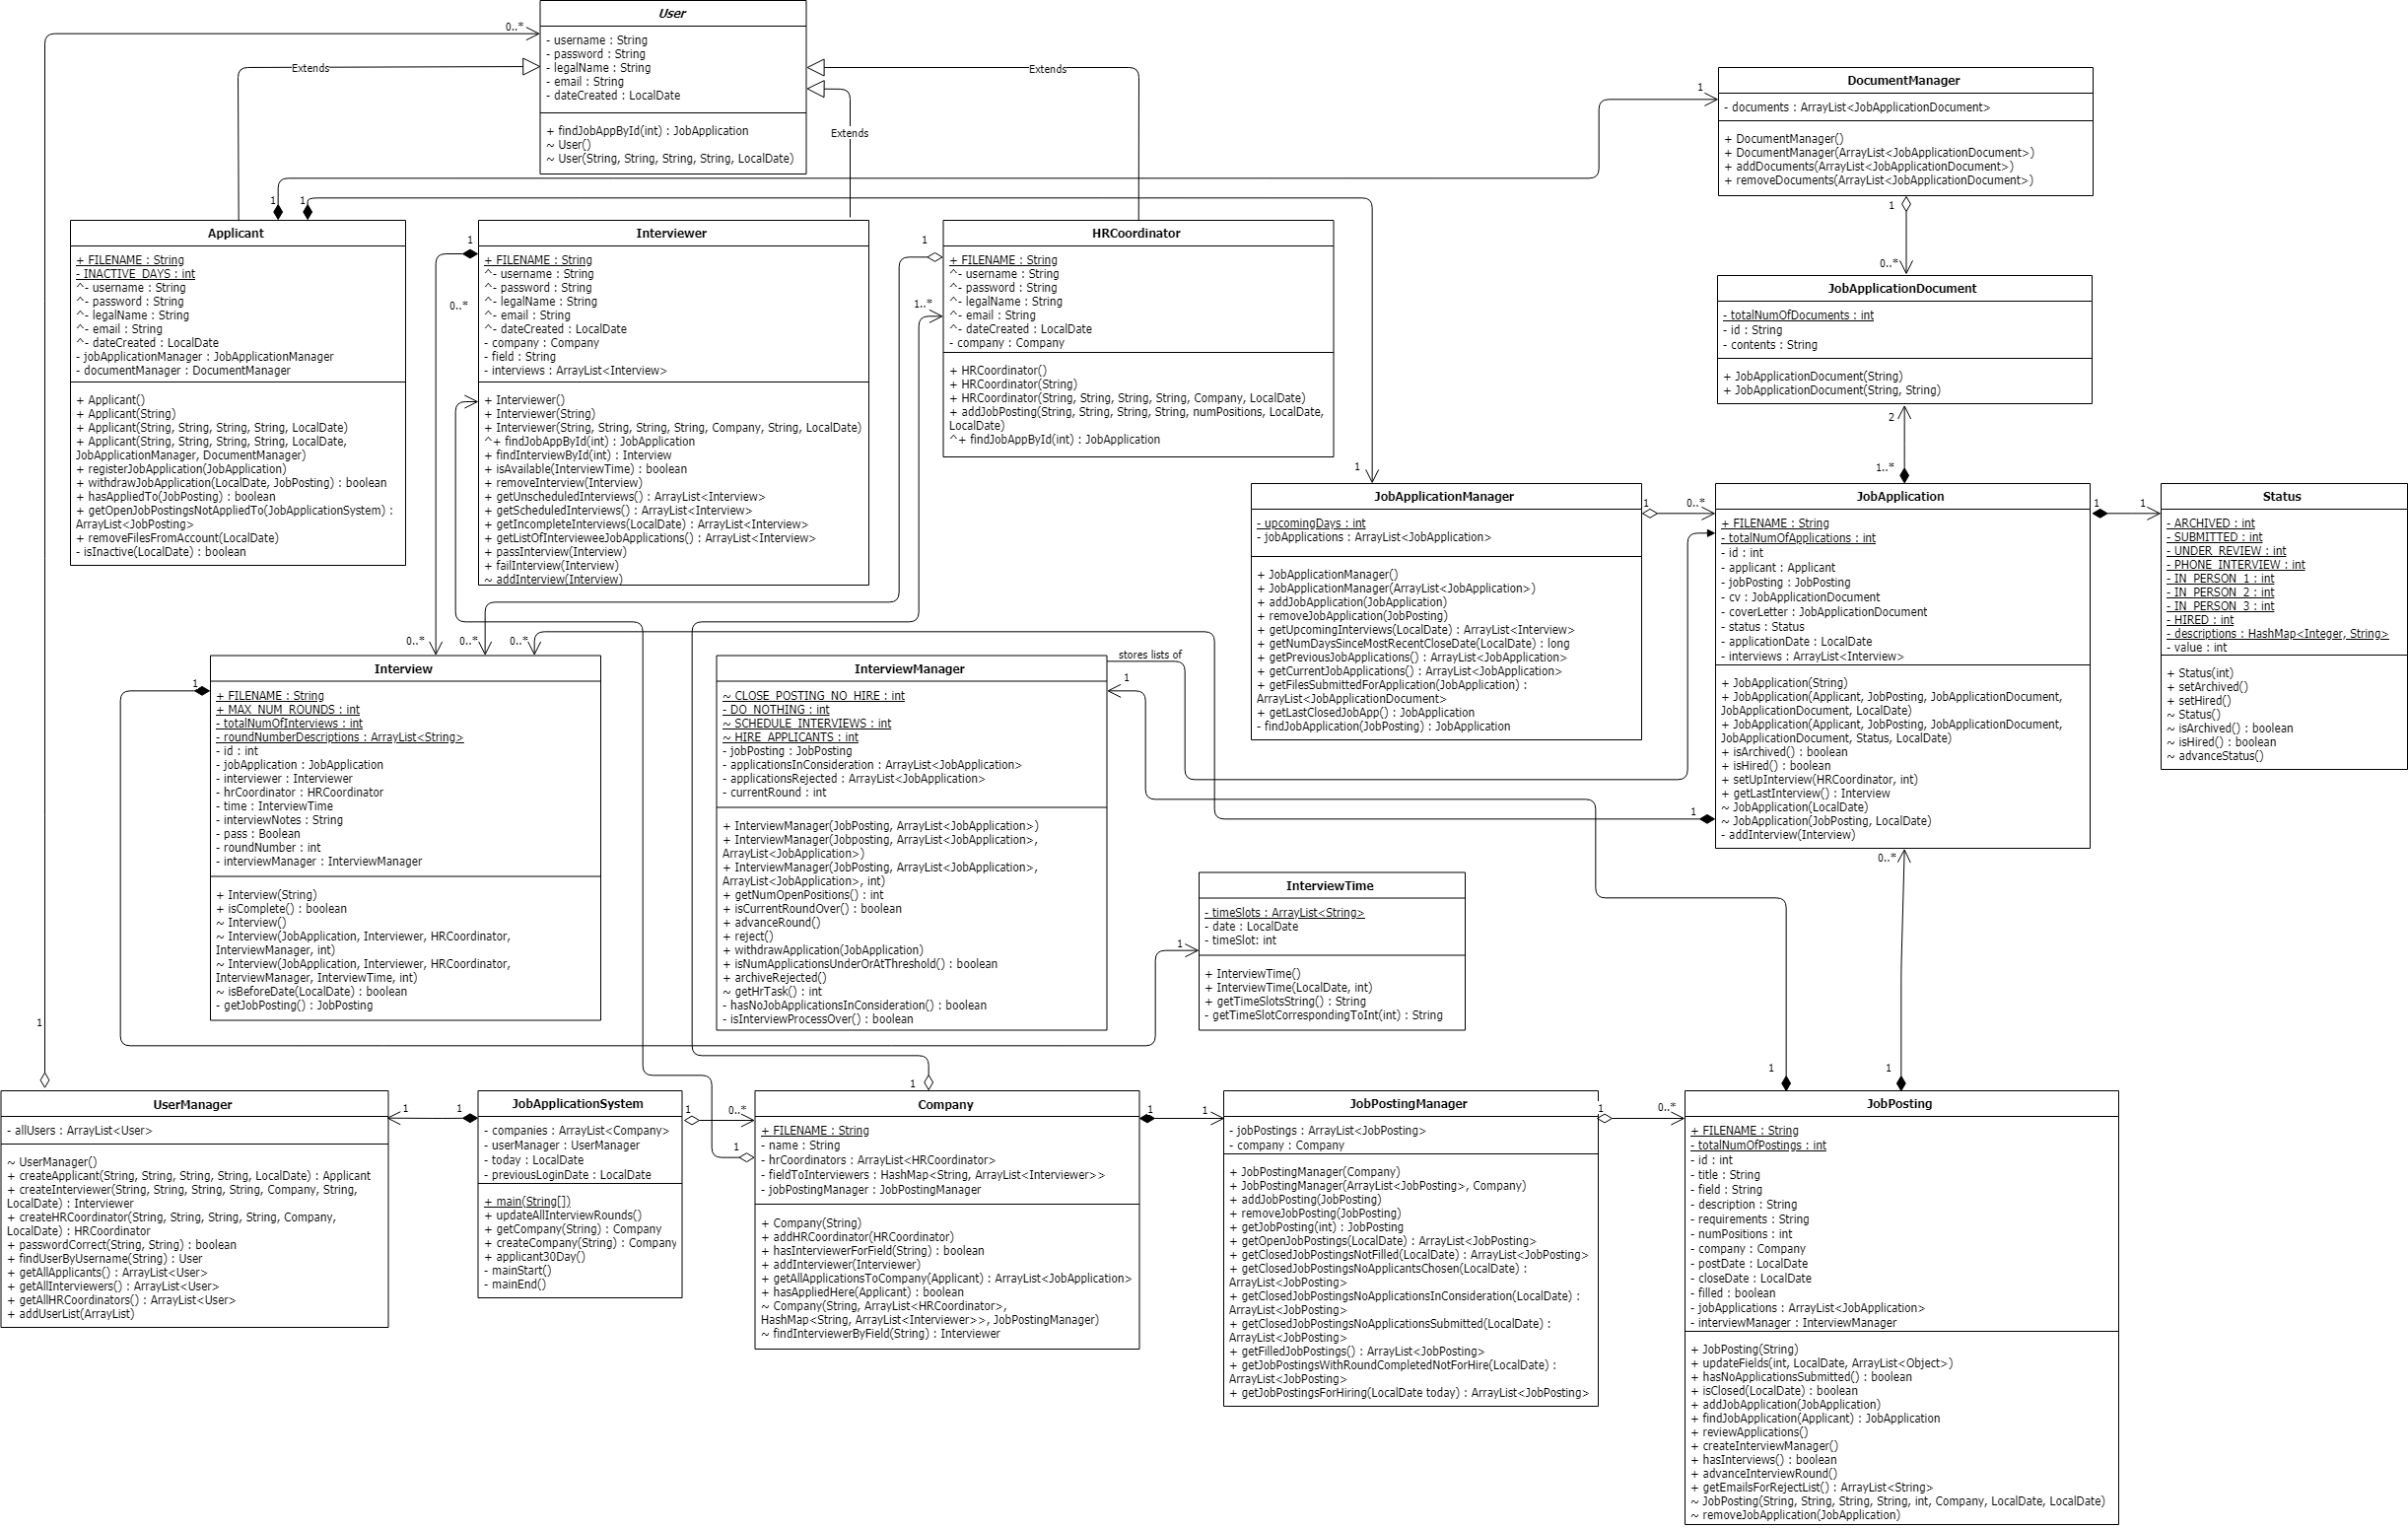 User
- username : String
- password : String
- legalName : String
- email : String
- dateCreated : LocalDate
+ findJobAppById(int) : JobApplication
~ User()
~ User(String, String, String, String, LocalDate)
0..*
Extends
Extends
Extends
DocumentManager
- documents : ArrayList<JobApplicationDocument>
+ DocumentManager()
+ DocumentManager(ArrayList<JobApplicationDocument>)
+ addDocuments(ArrayList<JobApplicationDocument>)
+ removeDocuments(ArrayList<JobApplicationDocument>)
1
1
0..*
1
1
Applicant
+ FILENAME : String
- INACTIVE_DAYS : int
^- username : String
^- password : String
^- legalName : String
^- email : String
^- dateCreated : LocalDate
- jobApplicationManager : JobApplicationManager
- documentManager : DocumentManager
+ Applicant()
+ Applicant(String)
+ Applicant(String, String, String, String, LocalDate)
+ Applicant(String, String, String, String, LocalDate,
JobApplicationManager, DocumentManager)
+ registerJobApplication(JobApplication)
+ withdrawJobApplication(LocalDate, JobPosting) : boolean
+ hasAppliedTo(JobPosting) : boolean
+ getOpenJobPostingsNotAppliedTo(JobApplicationSystem) :
ArrayList<JobPosting>
+ removeFilesFromAccount(LocalDate)
- isInactive(LocalDate) : boolean
1
0..*
Interviewer
+ FILENAME : String
^- username : String
^- password : String
^- legalName : String
^- email : String
^- dateCreated : LocalDate
- company : Company
- field : String
- interviews : ArrayList<Interview>
+ Interviewer()
+ Interviewer(String)
+ Interviewer(String, String, String, String, Company, String, LocalDate)
^+ findJobAppById(int) : JobApplication
+ findInterviewById(int) : Interview
+ isAvailable(InterviewTime) : boolean
+ removeInterview(Interview)
+ getUnscheduledInterviews() : ArrayList<Interview>
+ getScheduledInterviews() : ArrayList<Interview>
+ getIncompleteInterviews(LocalDate) : ArrayList<Interview>
+ getListOfIntervieweeJobApplications() : ArrayList<Interview>
+ passInterview(Interview)
+ failInterview(Interview)
~ addInterview(Interview)
1
1..*
HRCoordinator
+ FILENAME : String
^- username : String
^- password : String
^- legalName : String
^- email : String
^- dateCreated : LocalDate
- company : Company
+ HRCoordinator()
+ HRCoordinator(String)
+ HRCoordinator(String, String, String, String, Company, LocalDate)
+ addJobPosting(String, String, String, String, numPositions, LocalDate,
LocalDate)
^+ findJobAppById(int) : JobApplication
JobApplicationDocument
- totalNumOfDocuments : int
- id : String
- contents : String
+ JobApplicationDocument(String)
+ JobApplicationDocument(String, String)
2
1..*
1
JobApplicationManager
- upcomingDays : int
- jobApplications : ArrayList<JobApplication>
+ JobApplicationManager()
+ JobApplicationManager(ArrayList<JobApplication>)
+ addJobApplication(JobApplication)
+ removeJobApplication(JobPosting)
+ getUpcomingInterviews(LocalDate) : ArrayList<Interview>
+ getNumDaysSinceMostRecentCloseDate(LocalDate) : long
+ getPreviousJobApplications() : ArrayList<JobApplication>
+ getCurrentJobApplications() : ArrayList<JobApplication>
+ getFilesSubmittedForApplication(JobApplication) :
ArrayList<JobApplicationDocument>
+ getLastClosedJobApp() : JobApplication
- findJobApplication(JobPosting) : JobApplication
1
0..*
JobApplication
+ FILENAME : String
- totalNumOfApplications : int
- id : int
- applicant : Applicant
- jobPosting : JobPosting
- cv : JobApplicationDocument
- coverLetter : JobApplicationDocument
- status : Status
- applicationDate : LocalDate
- interviews : ArrayList<Interview>
+ JobApplication(String)
+ JobApplication(Applicant, JobPosting, JobApplicationDocument,
JobApplicationDocument, LocalDate)
+ JobApplication(Applicant, JobPosting, JobApplicationDocument,
JobApplicationDocument, Status, LocalDate)
+ isArchived() : boolean
+ isHired() : boolean
+ setUpInterview(HRCoordinator, int)
+ getLastInterview() : Interview
~ JobApplication(LocalDate)
~ JobApplication(JobPosting, LocalDate)
- addInterview(Interview)
1
1
1
0..*
Status
- ARCHIVED : int
- SUBMITTED : int
- UNDER_REVIEW : int
- PHONE_INTERVIEW : int
- IN_PERSON_1 : int
- IN_PERSON_2 : int
- IN_PERSON_3 : int
- HIRED : int
- descriptions : HashMap<Integer, String>
- value : int
+ Status(int)
+ setArchived()
+ setHired()
~ Status()
~ isArchived() : boolean
~ isHired() : boolean
~ advanceStatus()
0..*
0..*
0..*
1
Interview
+ FILENAME : String
+ MAX_NUM_ROUNDS : int
- totalNumOfInterviews : int
- roundNumberDescriptions : ArrayList<String>
- id : int
- jobApplication : JobApplication
- interviewer : Interviewer
- hrCoordinator : HRCoordinator
- time : InterviewTime
- interviewNotes : String
- pass : Boolean
- roundNumber : int
- interviewManager : InterviewManager
+ Interview(String)
+ isComplete() : boolean
~ Interview()
~ Interview(JobApplication, Interviewer, HRCoordinator,
InterviewManager, int)
~ Interview(JobApplication, Interviewer, HRCoordinator,
InterviewManager, InterviewTime, int)
~ isBeforeDate(LocalDate) : boolean
- getJobPosting() : JobPosting
stores lists of
1
InterviewManager
~ CLOSE_POSTING_NO_HIRE : int
- DO_NOTHING : int
~ SCHEDULE_INTERVIEWS : int
~ HIRE_APPLICANTS : int
- jobPosting : JobPosting
- applicationsInConsideration : ArrayList<JobApplication>
- applicationsRejected : ArrayList<JobApplication>
- currentRound : int
+ InterviewManager(JobPosting, ArrayList<JobApplication>)
+ InterviewManager(Jobposting, ArrayList<JobApplication>,
ArrayList<JobApplication>)
+ InterviewManager(JobPosting, ArrayList<JobApplication>,
ArrayList<JobApplication>, int)
+ getNumOpenPositions() : int
+ isCurrentRoundOver() : boolean
+ advanceRound()
+ reject()
+ withdrawApplication(JobApplication)
+ isNumApplicationsUnderOrAtThreshold() : boolean
+ archiveRejected()
~ getHrTask() : int
- hasNoJobApplicationsInConsideration() : boolean
- isInterviewProcessOver() : boolean
1
InterviewTime
- timeSlots : ArrayList<String>
- date : LocalDate
- timeSlot: int
+ InterviewTime()
+ InterviewTime(LocalDate, int)
+ getTimeSlotsString() : String
- getTimeSlotCorrespondingToInt(int) : String
1
UserManager
- allUsers : ArrayList<User>
~ UserManager()
+ createApplicant(String, String, String, String, LocalDate) : Applicant
+ createInterviewer(String, String, String, String, Company, String,
LocalDate) : Interviewer
+ createHRCoordinator(String, String, String, String, Company,
LocalDate) : HRCoordinator
+ passwordCorrect(String, String) : boolean
+ findUserByUsername(String) : User
+ getAllApplicants() : ArrayList<User>
+ getAllInterviewers() : ArrayList<User>
+ getAllHRCoordinators() : ArrayList<User>
+ addUserList(ArrayList)
1
1
JobApplicationSystem
- companies : ArrayList<Company>
- userManager : UserManager
- today : LocalDate
- previousLoginDate : LocalDate
+ main(String[])
+ updateAllInterviewRounds()
+ getCompany(String) : Company
+ createCompany(String) : Company
+ applicant30Day()
- mainStart()
- mainEnd()
1
0..*
1
1
Company
+ FILENAME : String
- name : String
- hrCoordinators : ArrayList<HRCoordinator>
- fieldToInterviewers : HashMap<String, ArrayList<Interviewer>>
- jobPostingManager : JobPostingManager
+ Company(String)
+ addHRCoordinator(HRCoordinator)
+ hasInterviewerForField(String) : boolean
+ addInterviewer(Interviewer)
+ getAllApplicationsToCompany(Applicant) : ArrayList<JobApplication>
+ hasAppliedHere(Applicant) : boolean
~ Company(String, ArrayList<HRCoordinator>,
HashMap<String, ArrayList<Interviewer>>, JobPostingManager)
~ findInterviewerByField(String) : Interviewer
1
1
JobPostingManager
- jobPostings : ArrayList<JobPosting>
- company : Company
+ JobPostingManager(Company)
+ JobPostingManager(ArrayList<JobPosting>, Company)
+ addJobPosting(JobPosting)
+ removeJobPosting(JobPosting)
+ getJobPosting(int) : JobPosting
+ getOpenJobPostings(LocalDate) : ArrayList<JobPosting>
+ getClosedJobPostingsNotFilled(LocalDate) : ArrayList<JobPosting>
+ getClosedJobPostingsNoApplicantsChosen(LocalDate) :
ArrayList<JobPosting>
+ getClosedJobPostingsNoApplicationsInConsideration(LocalDate) :
ArrayList<JobPosting>
+ getClosedJobPostingsNoApplicationsSubmitted(LocalDate) :
ArrayList<JobPosting>
+ getFilledJobPostings() : ArrayList<JobPosting>
+ getJobPostingsWithRoundCompletedNotForHire(LocalDate) :
ArrayList<JobPosting>
+ getJobPostingsForHiring(LocalDate today) : ArrayList<JobPosting>
1
0..*
1
1
JobPosting
+ FILENAME : String
- totalNumOfPostings : int
- id : int
- title : String
- field : String
- description : String
- requirements : String
- numPositions : int
- company : Company
- postDate : LocalDate
- closeDate : LocalDate
- filled : boolean
- jobApplications : ArrayList<JobApplication>
- interviewManager : InterviewManager
+ JobPosting(String)
+ updateFields(int, LocalDate, ArrayList<Object>)
+ hasNoApplicationsSubmitted() : boolean
+ isClosed(LocalDate) : boolean
+ addJobApplication(JobApplication)
+ findJobApplication(Applicant) : JobApplication
+ reviewApplications()
+ createInterviewManager()
+ hasInterviews() : boolean
+ advanceInterviewRound()
+ getEmailsForRejectList() : ArrayList<String>
~ JobPosting(String, String, String, String, int, Company, LocalDate, LocalDate)
~ removeJobApplication(JobApplication)